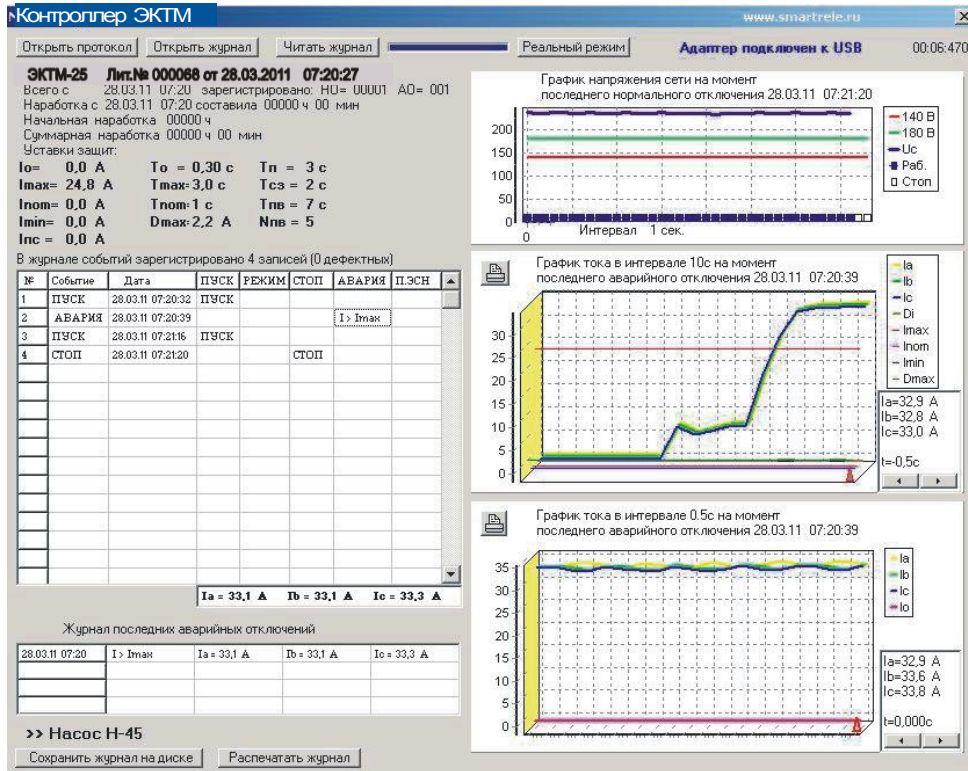 Контроллер ЭКТМ
www.smartrele.ru
Открыть протокол Открыть журнал Читать журнал Реальный режим Адаптер подключен к USB 00:06:470
ЭКТМ-25 Лит.№ 000068 от 28.03.2011 07:20:27
Всего с 28.03.11 07:20 зарегистрировано: НО= 00001 АО= 001
Наработка с 28.03.11 07:20 составила 00000 ч 00 мин
Начальная наработка 00000 ч
Суммарная наработка 00000 ч 00 мин
Уставки защит:
Io= 0,0 A To = 0,30 c Tп = 3 c
Imax= 24,8 A Tmax= 3,0 c Tсз = 2 c
Inom= 0,0 A Tnom= 1 c Tпв = 7 c
Imin= 0,0 A Dmax= 2,2 A Nпв = 5
Inc = 0,0 A
В журнале событий зарегистрировано 4 записей (0 дефектных)
№ Событие Дата ПУСК РЕЖИМ СТОП АВАРИЯ П.ЭСН
1 ПУСК 28.03.11 07:20:32 ПУСК
2 АВАРИЯ 28.03.11 07:20:39 I> Imax
3 ПУСК 28.03.11 07:21:16 ПУСК
4 СТОП 28.03.11 07:21:20 СТОП
Ia = 33,1 A Ib = 33,1 A Ic = 33,3 A
Журнал последних аварийных отключений
28.03.11 07:20 I> Imax Ia = 33,1 A Ib = 33,1 A Ic = 33,3 A
>> Насос Н-45
Сохранить журнал на диске Распечатать журнал
График напряжения сети на момент
последнего нормального отключения 28.03.11 07:21:20
200
150
100
50
0
0
Интервал 1 сек.
140 В
180 В
Uc
Раб.
Стоп
График тока в интервале 10с на момент
последнего аварийного отключения 28.03.11 07:20:39
30
25
20
15
10
5
0
Ia
Ib
Ic
Di
Imax
Inom
Imin
Dmax
Ia=32,9 A
Ib=32,8 A
Ic=33,0 A
t=-0,5c
График тока в интервале 0.5с на момент
последнего аварийного отключения 28.03.11 07:20:39
35
30
25
20
15
10
5
0
Ia
Ib
Ic
Io
Ia=32,9 A
Ib=33,6 A
Ic=33,8 A
t=0,000c